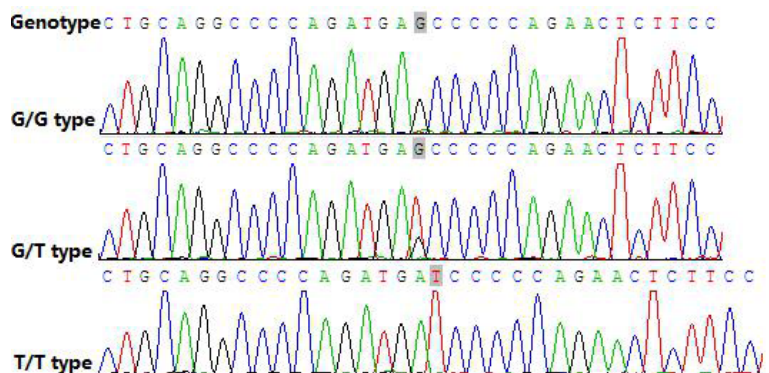 Genotype C T G C A G G C C C C A G A T G A G C C C C C A G A A C T C T T C C
G/G type
C T G C A G G C C C C A G A T G A G C C C C C A G A A C T C T T C C
G/T type
C T G C A G G C C C C A G A T G A T C C C C C A G A A C T C T T C C
T/T type